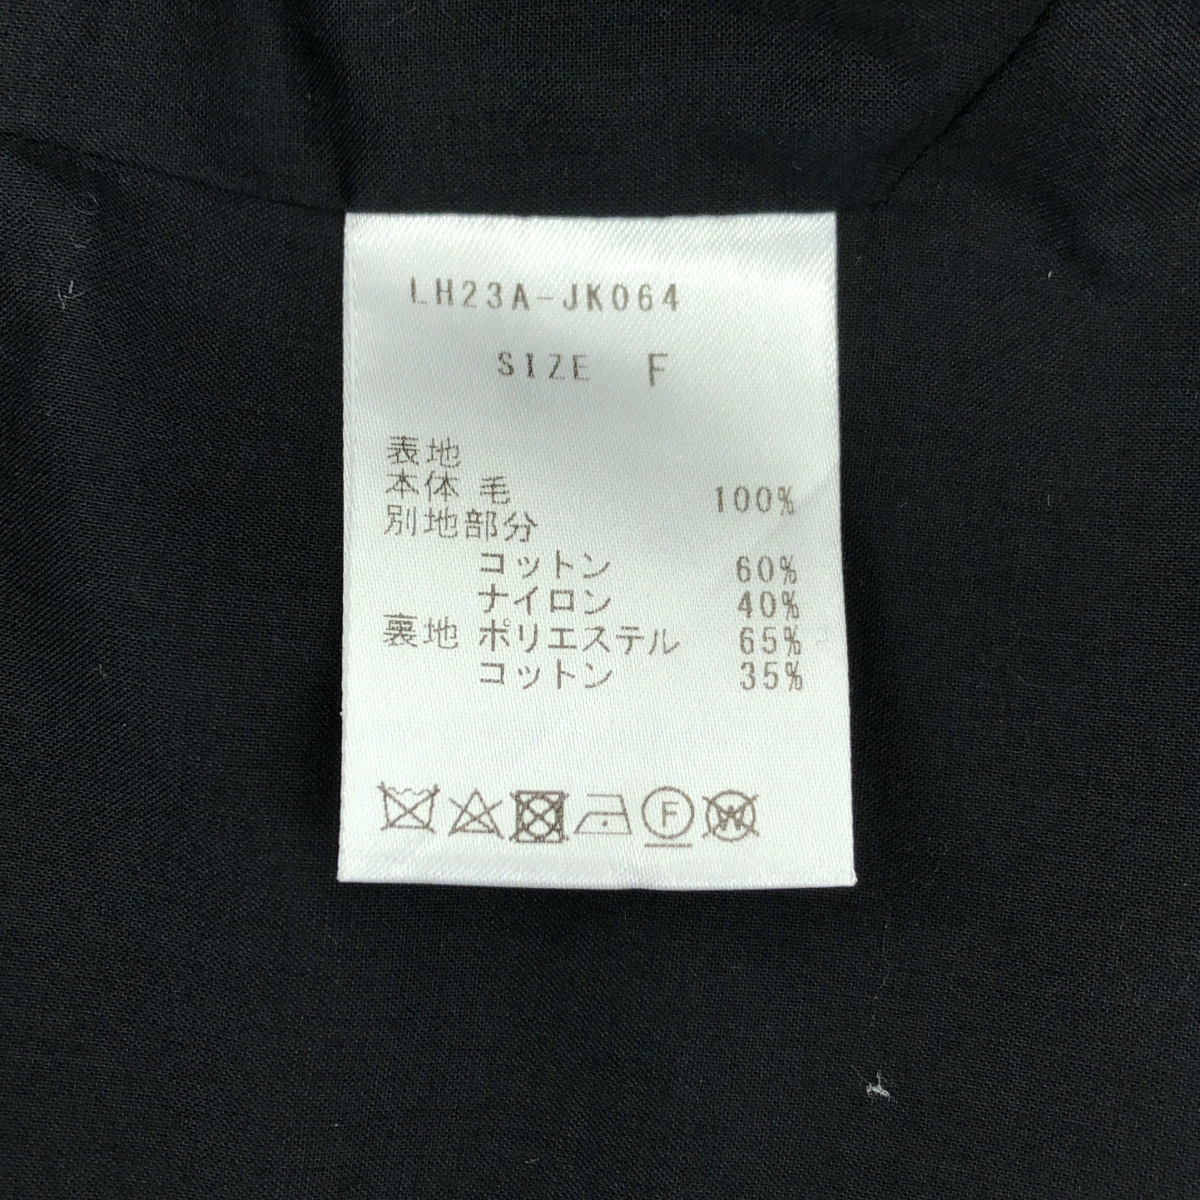 LH23A-JK064
SIZE F
表地
本体 毛 100%
別地部分
コットン 60%
ナイロン 40%
裏地 ポリエステル 65%
コットン 35%
F W